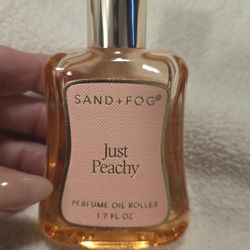 SAND+FOG®
Just
Peachy
PERFUME OIL ROLLER
1.7 FL OZ